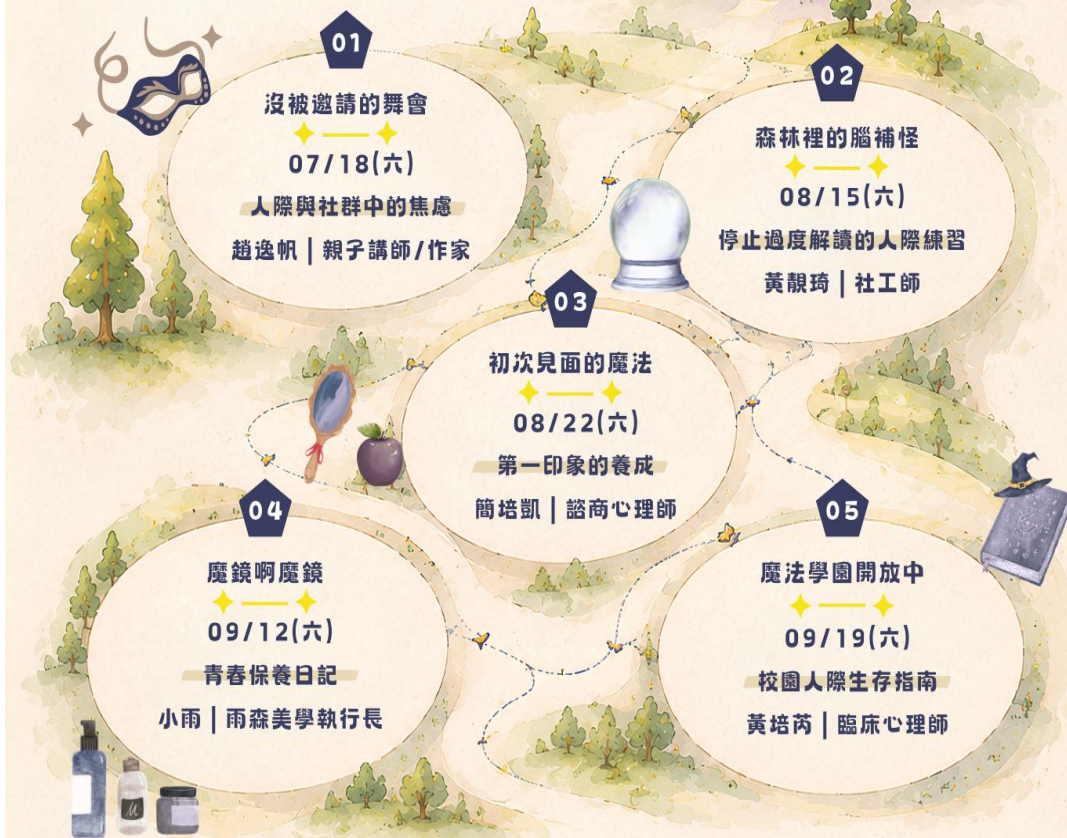 01
沒被邀請的舞會
07/18(六)
人際與社群中的焦慮
趙逸帆 | 親子講師/作家
02
森林裡的腦補怪
08/15(六)
停止過度解讀的人際練習
黃靚琦 | 社工師
03
初次見面的魔法
08/22(六)
第一印象的養成
簡培凱 | 諮商心理師
04
魔鏡啊魔鏡
09/12(六)
青春保養日記
小雨 | 雨森美學執行長
05
魔法學園開放中
09/19(六)
校園人際生存指南
黃培芮 | 臨床心理師